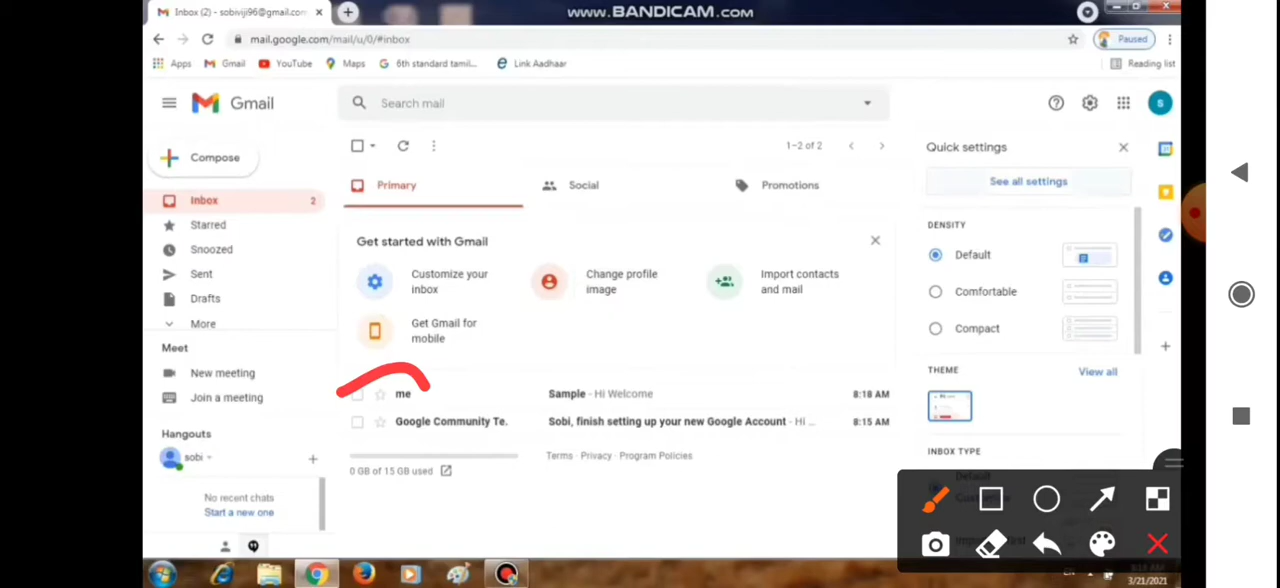 Inbox (2) - sobiviji96@gmail.com
www.BANDICAM.com
mail.google.com/mail/u/0/#inbox
Paused
Apps
Gmail
YouTube
Maps
6th standard tamil...
Link Aadhaar
Reading list
Gmail
Search mail
S
Compose
1–2 of 2
Quick settings
See all settings
Primary
Social
Promotions
Inbox 2
Starred
Snoozed
Sent
Drafts
More
Get started with Gmail
Customize your
inbox
Change profile
image
Import contacts
and mail
Get Gmail for
mobile
DENSITY
Default
Comfortable
Compact
THEME
View all
INBOX TYPE
Default
Meet
New meeting
Join a meeting
Hangouts
sobi
No recent chats
Start a new one
me Sample - Hi Welcome 8:18 AM
Google Community Te. Sobi, finish setting up your new Google Account - Hi ... 8:15 AM
Terms · Privacy · Program Policies
0 GB of 15 GB used
EN
8:18 AM
3/21/2021